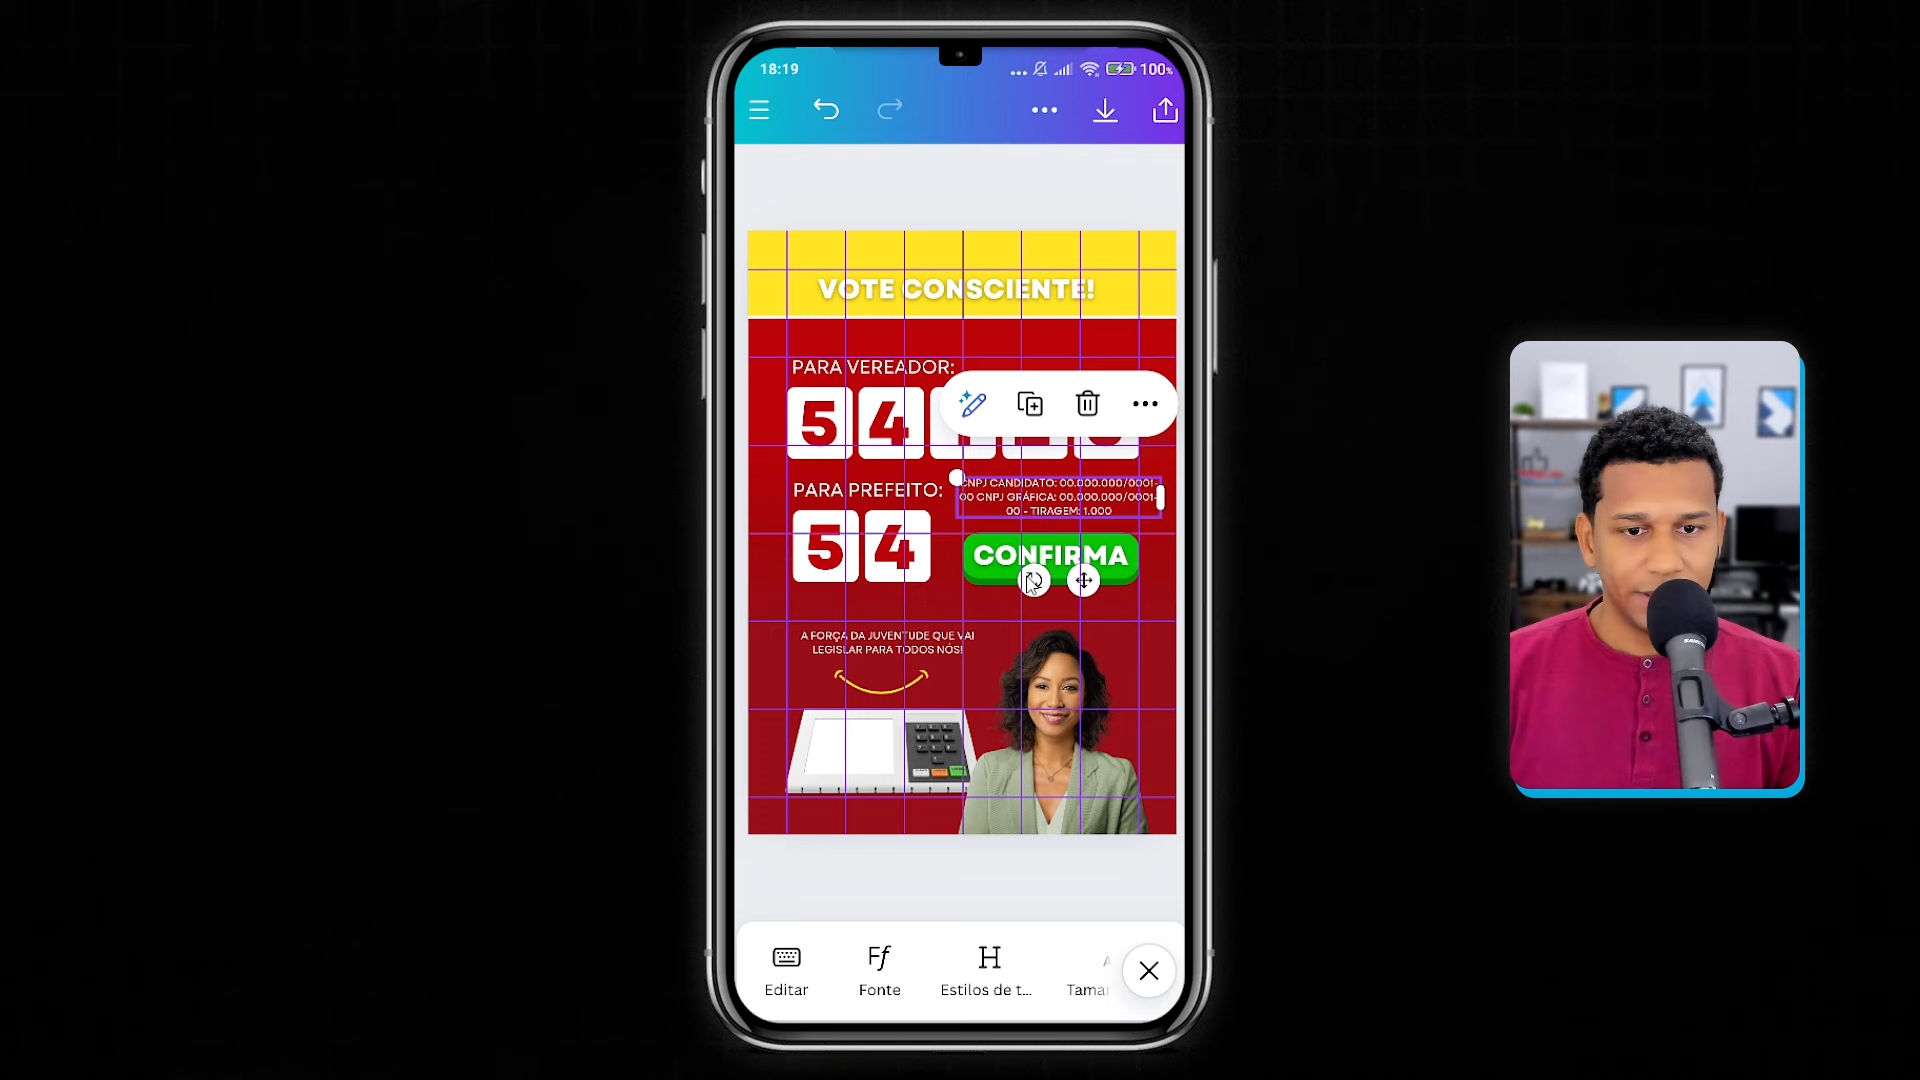 18:19
100%
VOTE CONSCIENTE!
PARA VEREADOR:
5 4
PARA PREFEITO:
CNPJ CANDIDATO: 00.000.000/0001-
00 CNPJ GRÁFICA: 00.000.000/0001-
00 - TIRAGEM: 1.000
5 4
CONFIRMA
A FORÇA DA JUVENTUDE QUE VAI
LEGISLAR PARA TODOS NÓS!
Editar
Fonte
Estilos de t...
Tamar